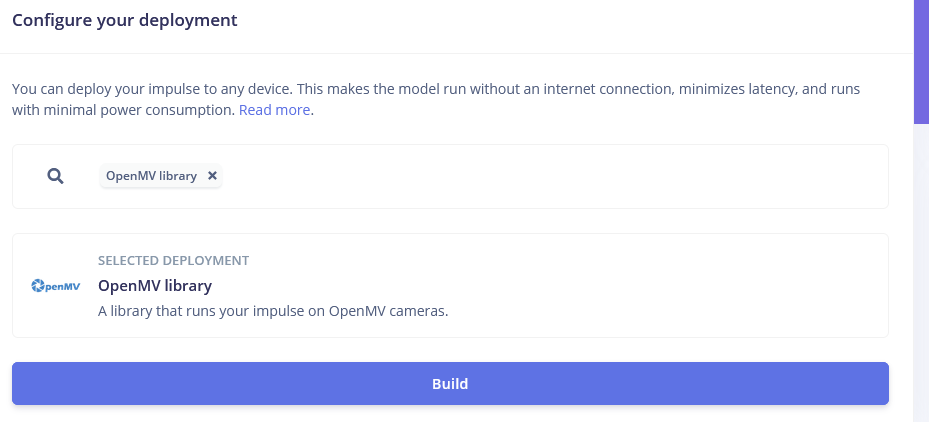 Configure your deployment
You can deploy your impulse to any device. This makes the model run without an internet connection, minimizes latency, and runs
with minimal power consumption. Read more.
OpenMV library ×
SELECTED DEPLOYMENT
OpenMV
OpenMV library
A library that runs your impulse on OpenMV cameras.
Build